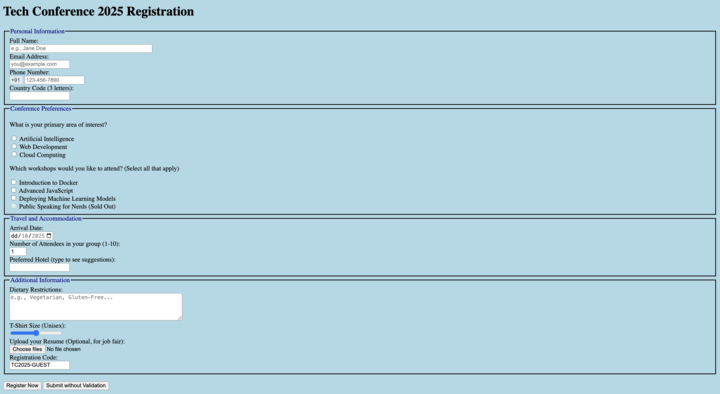 Tech Conference 2025 Registration
Personal Information
Full Name:
e.g., Jane Doe
Email Address:
you@example.com
Phone Number:
+91 123-456-7890
Country Code (3 letters):
Conference Preferences
What is your primary area of interest?
Artificial Intelligence
Web Development
Cloud Computing
Which workshops would you like to attend? (Select all that apply)
Introduction to Docker
Advanced JavaScript
Deploying Machine Learning Models
Public Speaking for Nerds (Sold Out)
Travel and Accommodation
Arrival Date:
dd/10/2025
Number of Attendees in your group (1-10):
1
Preferred Hotel (type to see suggestions):
Additional Information
Dietary Restrictions:
e.g., Vegetarian, Gluten-Free...
T-Shirt Size (Unisex):
Upload your Resume (Optional, for job fair):
Choose files No file chosen
Registration Code:
TC2025-GUEST
Register Now Submit without Validation